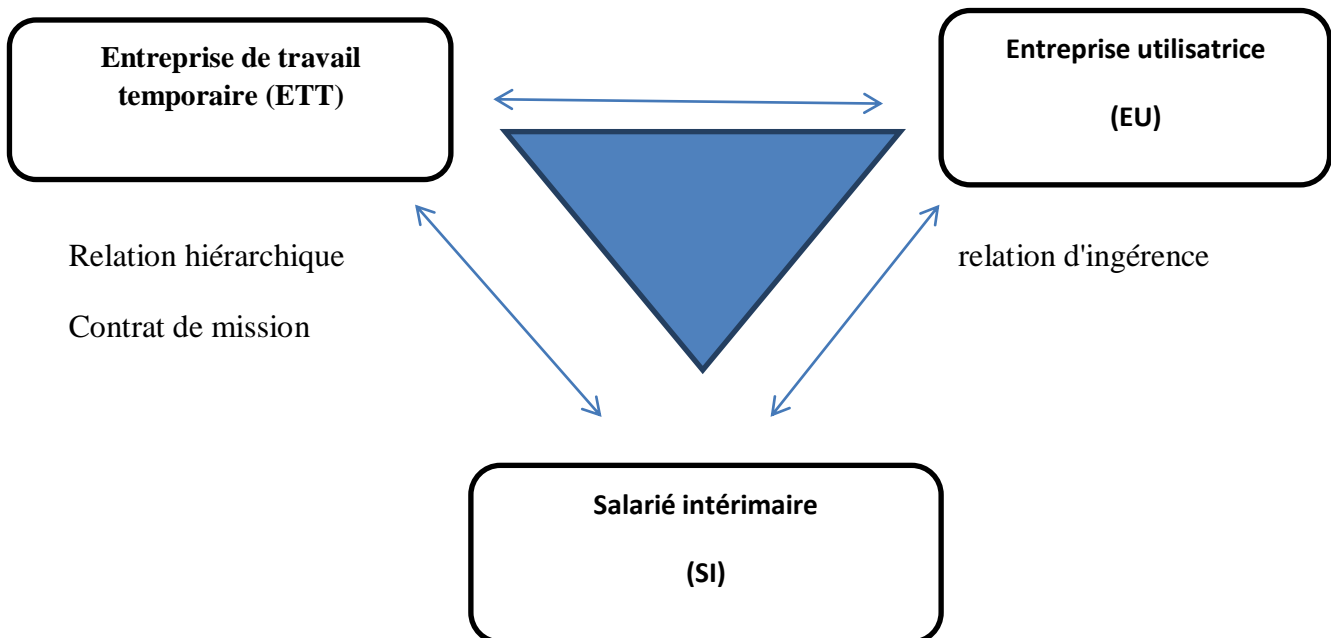 Entreprise de travail
temporaire (ETT)
Entreprise utilisatrice
(EU)
Relation hiérarchique
Contrat de mission
relation d'ingérence
Salarié intérimaire
(SI)